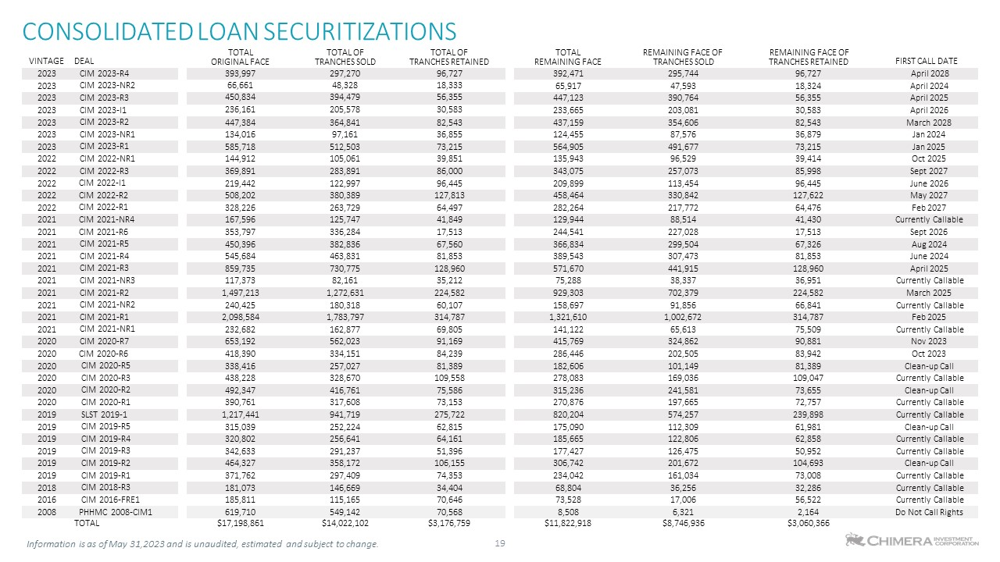 CONSOLIDATED LOAN SECURITIZATIONS
VINTAGE DEAL TOTAL ORIGINAL FACE TOTAL OF TRANCHES SOLD TOTAL OF TRANCHES RETAINED TOTAL REMAINING FACE REMAINING FACE OF TRANCHES SOLD REMAINING FACE OF TRANCHES RETAINED FIRST CALL DATE
2023 CIM 2023-R4 393,997 297,270 96,727 392,471 295,744 96,727 April 2028
2023 CIM 2023-NR2 66,661 48,328 18,333 65,917 47,593 18,324 April 2024
2023 CIM 2023-R3 450,834 394,479 56,355 447,123 390,764 56,355 April 2025
2023 CIM 2023-I1 236,161 205,578 30,583 233,665 203,081 30,583 April 2026
2023 CIM 2023-R2 447,384 364,841 82,543 437,159 354,606 82,543 March 2028
2023 CIM 2023-NR1 134,016 97,161 36,855 124,455 87,576 36,879 Jan 2024
2023 CIM 2023-R1 585,718 512,503 73,215 564,905 491,677 73,215 Jan 2025
2022 CIM 2022-NR1 144,912 105,061 39,851 135,943 96,529 39,414 Oct 2025
2022 CIM 2022-R3 369,891 283,891 86,000 343,075 257,073 85,998 Sept 2027
2022 CIM 2022-I1 219,442 122,997 96,445 209,899 113,454 96,445 June 2026
2022 CIM 2022-R2 508,202 380,389 127,813 458,464 330,842 127,622 May 2027
2022 CIM 2022-R1 328,226 263,729 64,497 282,264 217,772 64,476 Feb 2027
2021 CIM 2021-NR4 167,596 125,747 41,849 129,944 88,514 41,430 Currently Callable
2021 CIM 2021-R6 353,797 336,284 17,513 244,541 227,028 17,513 Sept 2026
2021 CIM 2021-R5 450,396 382,836 67,560 366,834 299,504 67,326 Aug 2024
2021 CIM 2021-R4 545,684 463,831 81,853 389,543 307,473 81,853 June 2024
2021 CIM 2021-R3 859,735 730,775 128,960 571,670 441,915 128,960 April 2025
2021 CIM 2021-NR3 117,373 82,161 35,212 75,288 38,337 36,951 Currently Callable
2021 CIM 2021-R2 1,497,213 1,272,631 224,582 929,303 702,379 224,582 March 2025
2021 CIM 2021-NR2 240,425 180,318 60,107 158,697 91,856 66,841 Currently Callable
2021 CIM 2021-R1 2,098,584 1,783,797 314,787 1,321,610 1,002,672 314,787 Feb 2025
2021 CIM 2021-NR1 232,682 162,877 69,805 141,122 65,613 75,509 Currently Callable
2020 CIM 2020-R7 653,192 562,023 91,169 415,769 324,862 90,881 Nov 2023
2020 CIM 2020-R6 418,390 334,151 84,239 286,446 202,505 83,942 Oct 2023
2020 CIM 2020-R5 338,416 257,027 81,389 182,606 101,149 81,389 Clean-up Call
2020 CIM 2020-R3 438,228 328,670 109,558 278,083 169,036 109,047 Currently Callable
2020 CIM 2020-R2 492,347 416,761 75,586 315,236 241,581 73,655 Clean-up Call
2020 CIM 2020-R1 390,761 317,608 73,153 270,876 197,665 72,757 Currently Callable
2019 SLST 2019-1 1,217,441 941,719 275,722 820,204 574,257 239,898 Currently Callable
2019 CIM 2019-R5 315,039 252,224 62,815 175,090 112,309 61,981 Clean-up Call
2019 CIM 2019-R4 320,802 256,641 64,161 185,665 122,806 62,858 Currently Callable
2019 CIM 2019-R3 342,633 291,237 51,396 177,427 126,475 50,952 Currently Callable
2019 CIM 2019-R2 464,327 358,172 106,155 306,742 201,672 104,693 Clean-up Call
2019 CIM 2019-R1 371,762 297,409 74,353 234,042 161,034 73,008 Currently Callable
2018 CIM 2018-R3 181,073 146,669 34,404 68,804 36,256 32,286 Currently Callable
2016 CIM 2016-FRE1 185,811 115,165 70,646 73,528 17,006 56,522 Currently Callable
2008 PHHMC 2008-CIM1 619,710 549,142 70,568 8,508 6,321 2,164 Do Not Call Rights
TOTAL $17,198,861 $14,022,102 $3,176,759 $11,822,918 $8,746,936 $3,060,366
Information is as of May 31,2023 and is unaudited, estimated and subject to change.
19
CHIMERA INVESTMENT CORPORATION